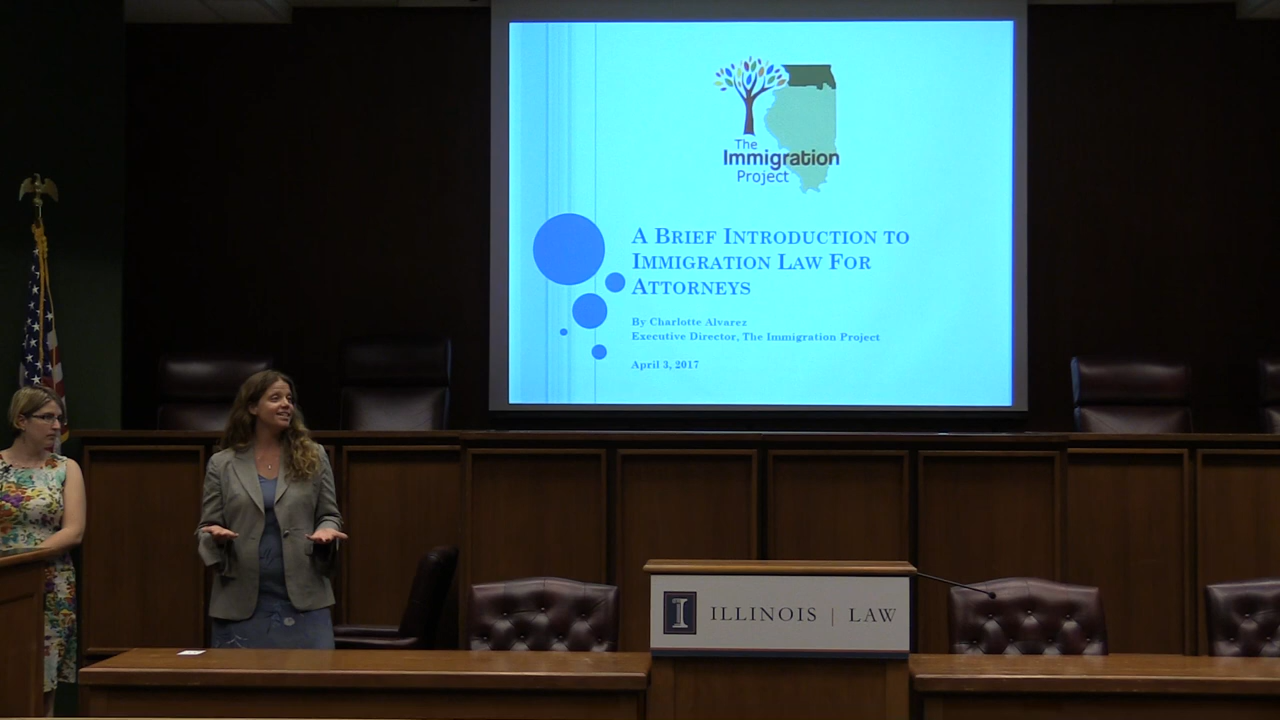 The
Immigration
Project
A BRIEF INTRODUCTION TO
IMMIGRATION LAW FOR
ATTORNEYS
By Charlotte Alvarez
Executive Director, The Immigration Project
April 3, 2017
I ILLINOIS | LAW